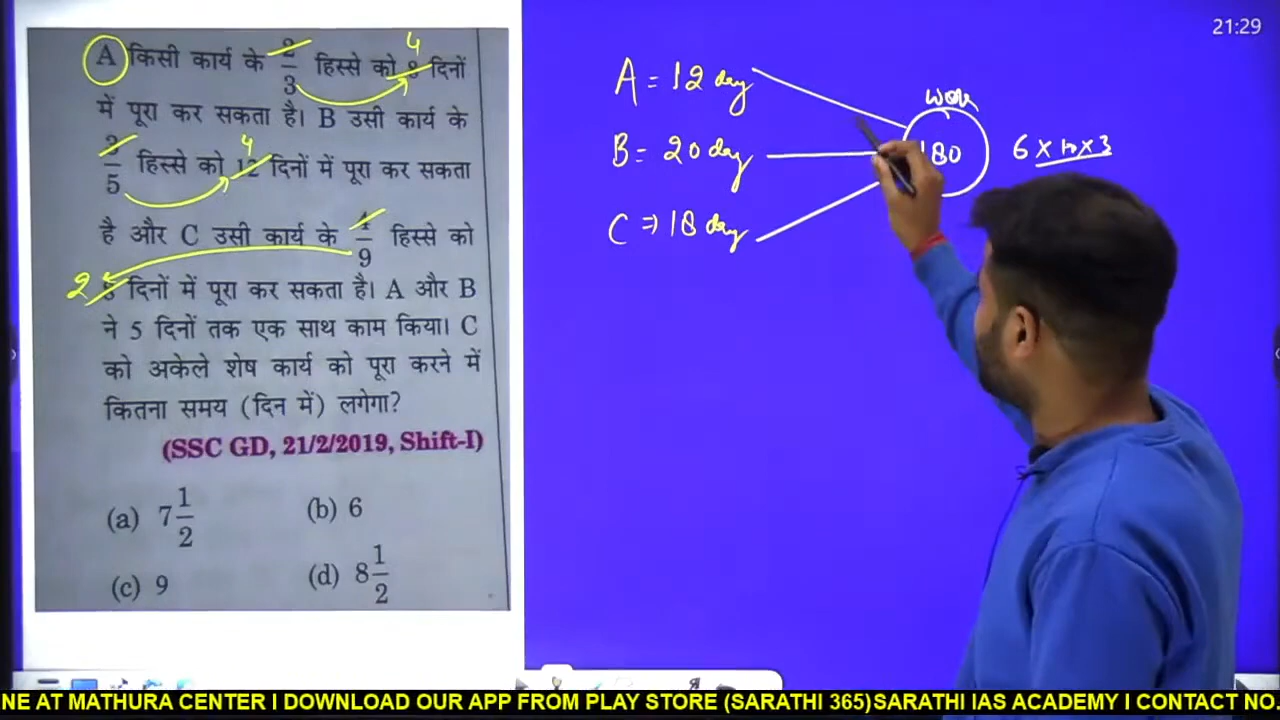 21:29
A किसी कार्य के 2/3 हिस्से को 8 दिनों
4
में पूरा कर सकता है। B उसी कार्य के
3/5 हिस्से को 12 दिनों में पूरा कर सकता
4
है और C उसी कार्य के 4/9 हिस्से को
2
8 दिनों में पूरा कर सकता है। A और B
ने 5 दिनों तक एक साथ काम किया। C
को अकेले शेष कार्य को पूरा करने में
कितना समय (दिन में) लगेगा?
(SSC GD, 21/2/2019, Shift-I)
(a) 7 1/2 (b) 6
(c) 9 (d) 8 1/2
A = 12 day
B = 20 day
C ⇒ 18 day
work
180
6 × 10 × 3
NE AT MATHURA CENTER I DOWNLOAD OUR APP FROM PLAY STORE (SARATHI 365)SARATHI IAS ACADEMY I CONTACT NO.